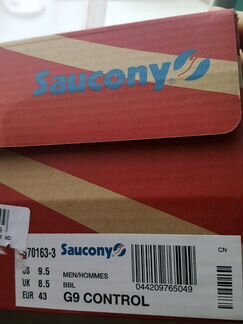 Saucony®
70163-3 Saucony CN
US 9.5 MEN/HOMMES
UK 8.5 BBL
EUR 43 G9 CONTROL
044209765049